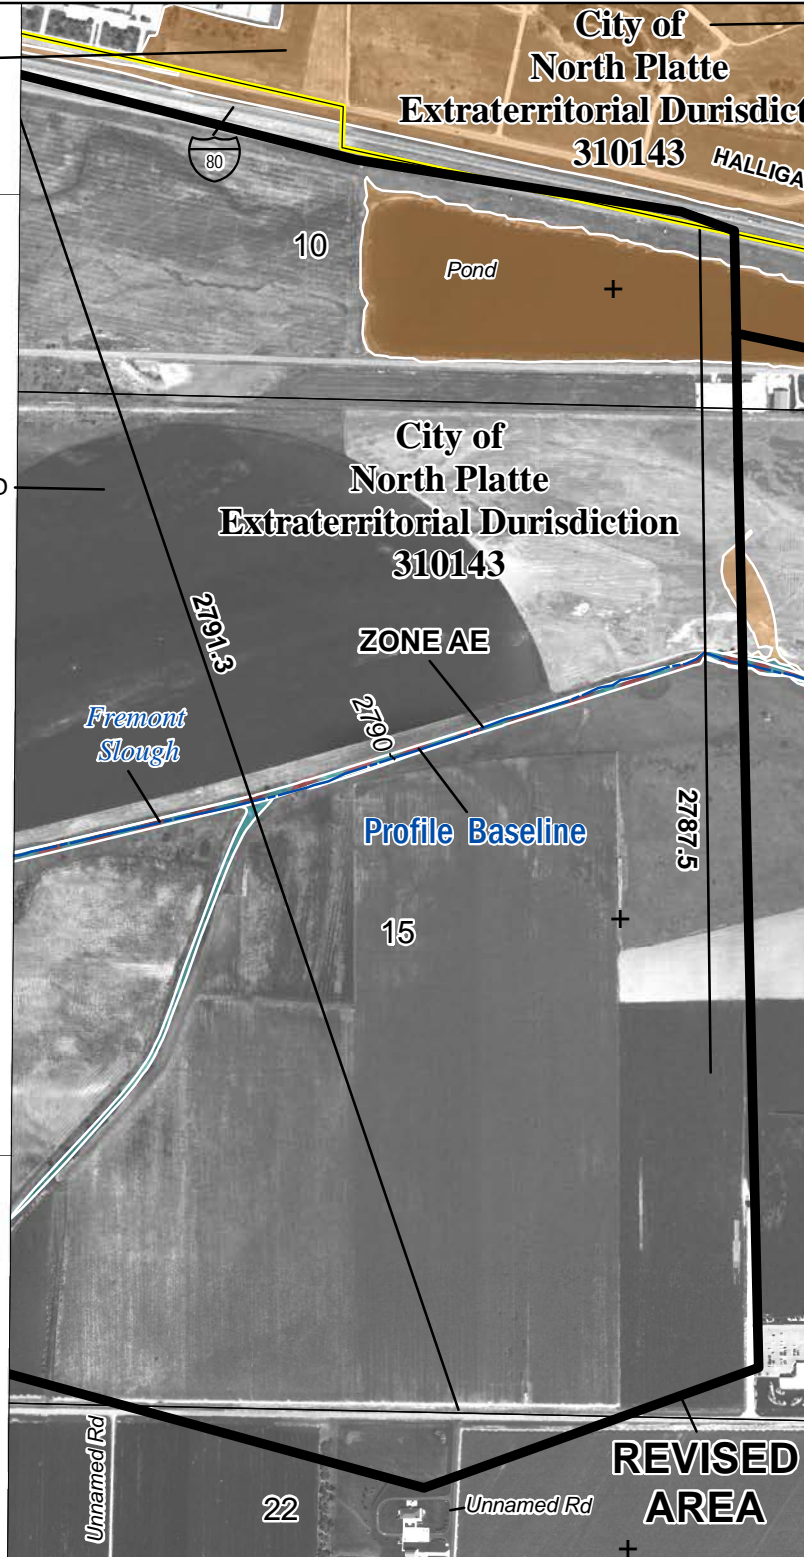 City of
North Platte
Extraterritorial Durisdict
310143
HALLIGA
80
10
Pond
City of
North Platte
Extraterritorial Durisdiction
310143
2791.3
ZONE AE
Fremont
Slough
2790
Profile Baseline
2787.5
15
REVISED
AREA
Unnamed Rd
22
Unnamed Rd